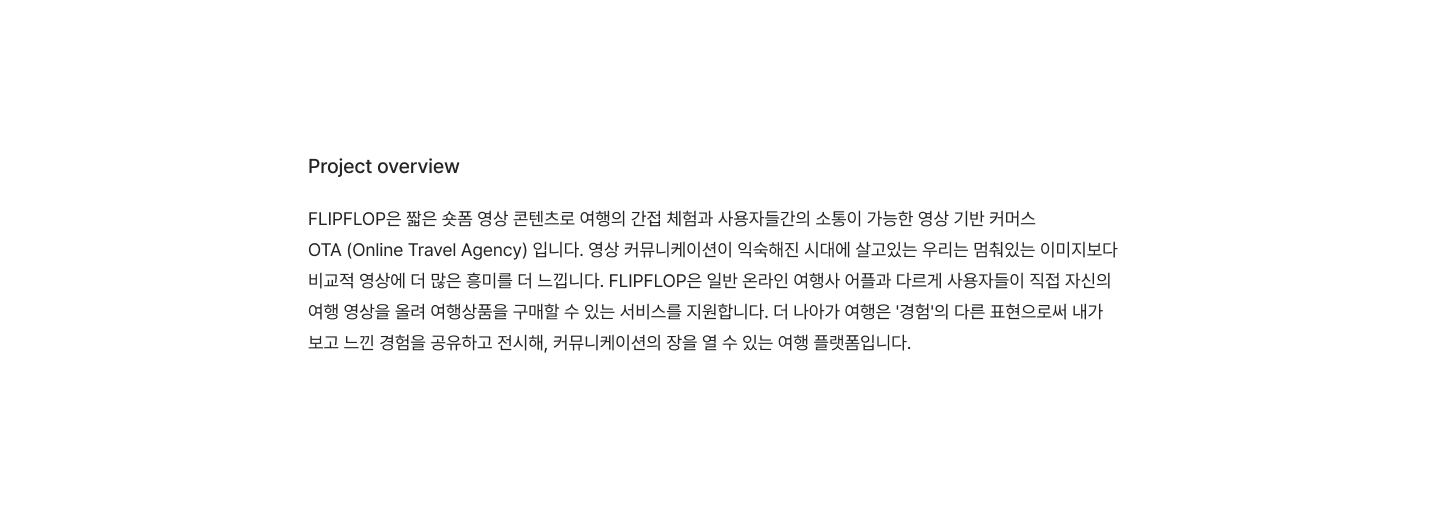 Project overview
FLIPFLOP은 짧은 숏폼 영상 콘텐츠로 여행의 간접 체험과 사용자들간의 소통이 가능한 영상 기반 커머스
OTA (Online Travel Agency) 입니다. 영상 커뮤니케이션이 익숙해진 시대에 살고있는 우리는 멈춰있는 이미지보다
비교적 영상에 더 많은 흥미를 더 느낍니다. FLIPFLOP은 일반 온라인 여행사 어플과 다르게 사용자들이 직접 자신의
여행 영상을 올려 여행상품을 구매할 수 있는 서비스를 지원합니다. 더 나아가 여행은 '경험'의 다른 표현으로써 내가
보고 느낀 경험을 공유하고 전시해, 커뮤니케이션의 장을 열 수 있는 여행 플랫폼입니다.